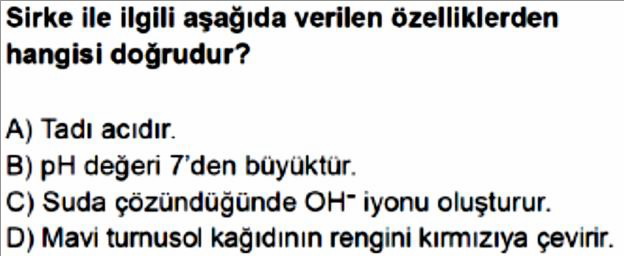 Sirke ile ilgili aşağıda verilen özelliklerden
hangisi doğrudur?
A) Tadı acıdır.
B) pH değeri 7'den büyüktür.
C) Suda çözündüğünde OH⁻ iyonu oluşturur.
D) Mavi turnusol kağıdının rengini kırmızıya çevirir.